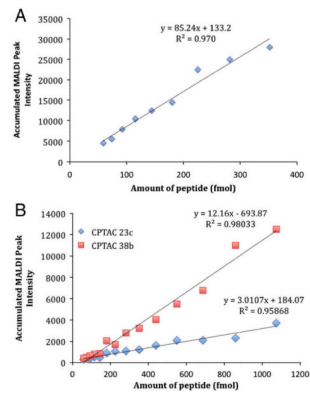 A
y = 85.24x + 133.2
R² = 0.970
Accumulated MALDI Peak
Intensity
35000
30000
25000
20000
15000
10000
5000
0
0 100 200 300 400
Amount of peptide (fmol)
B
y = 12.16x - 693.87
R² = 0.98033
CPTAC 23c
CPTAC 38b
y = 3.0107x + 184.07
R² = 0.95868
Accumulated MALDI Peak
Intensity
14000
12000
10000
8000
6000
4000
2000
0
0 200 400 600 800 1000 1200
Amount of peptide (fmol)